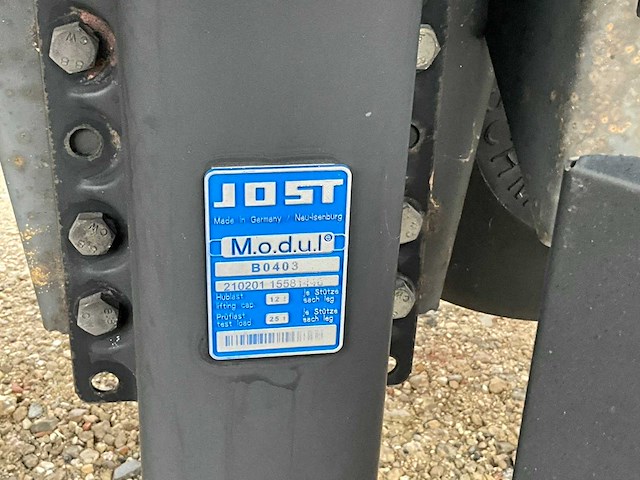 JOST
Made in Germany / Neu-Isenburg
M.o.d.u.l®
B0403
210201
Hublast je Stütze
lifting cap. 12 t each leg
Prüflast je Stütze
test load 25 t each leg